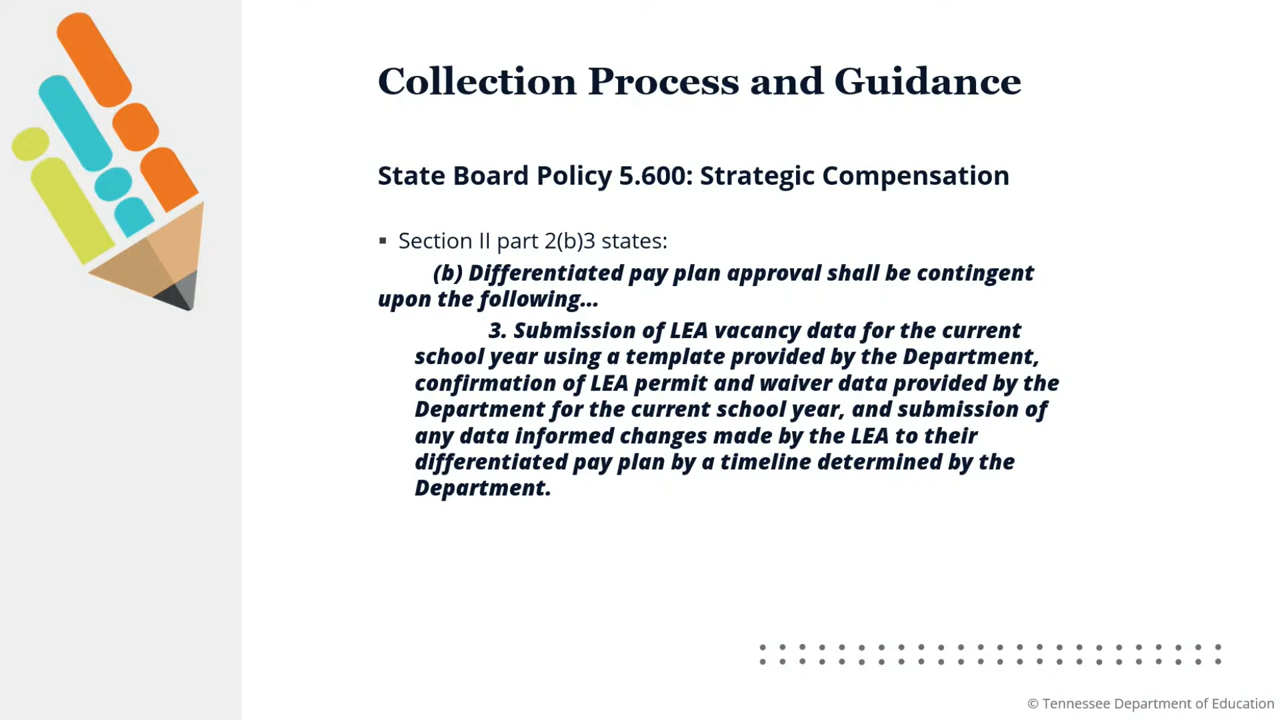 Collection Process and Guidance
State Board Policy 5.600: Strategic Compensation
▪ Section II part 2(b)3 states:
(b) Differentiated pay plan approval shall be contingent
upon the following...
3. Submission of LEA vacancy data for the current
school year using a template provided by the Department,
confirmation of LEA permit and waiver data provided by the
Department for the current school year, and submission of
any data informed changes made by the LEA to their
differentiated pay plan by a timeline determined by the
Department.
© Tennessee Department of Education